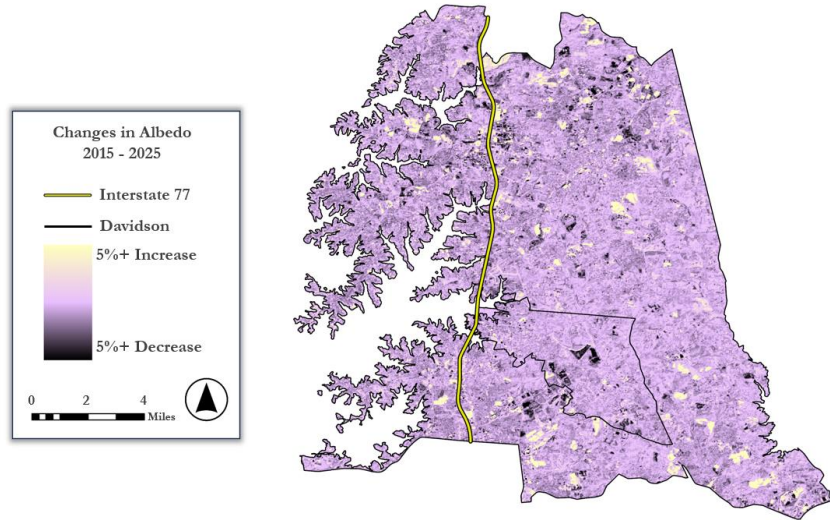 Changes in Albedo
2015 - 2025
Interstate 77
Davidson
5%+ Increase
5%+ Decrease
0 2 4
Miles